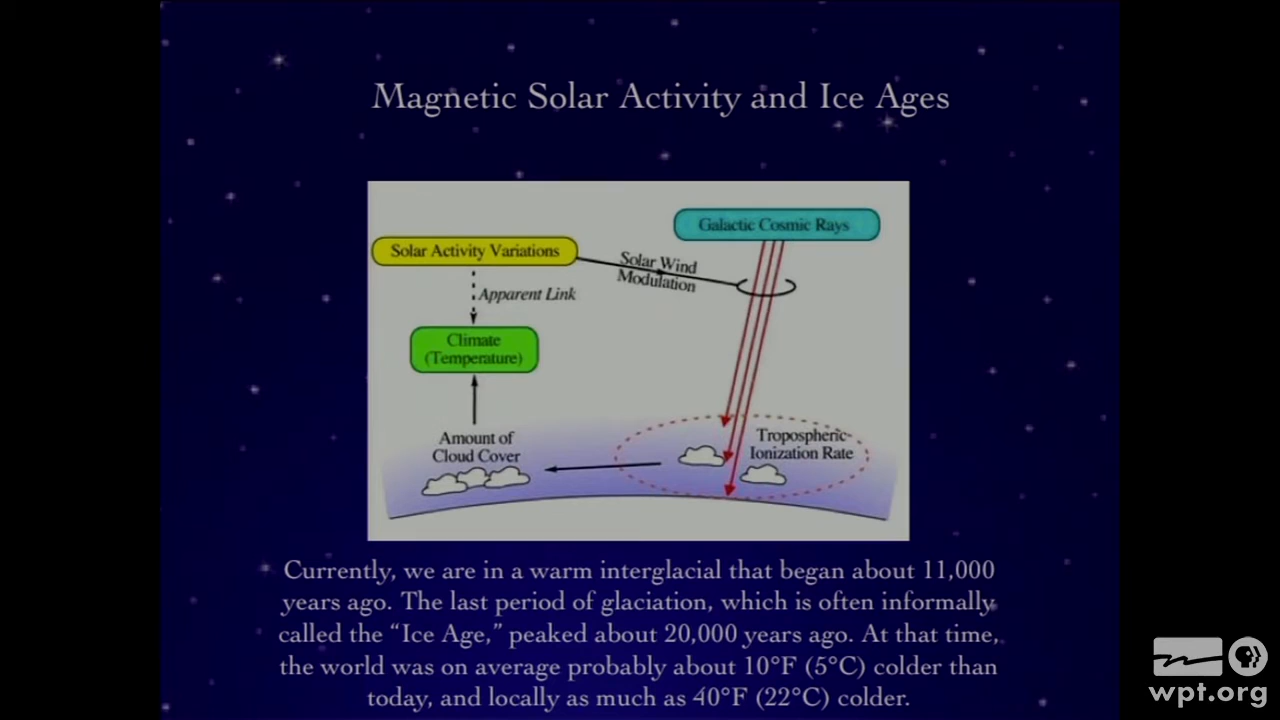 Magnetic Solar Activity and Ice Ages
Galactic Cosmic Rays
Solar Activity Variations
Solar Wind
Modulation
Apparent Link
Climate
(Temperature)
Amount of
Cloud Cover
Tropospheric
Ionization Rate
Currently, we are in a warm interglacial that began about 11,000
years ago. The last period of glaciation, which is often informally
called the “Ice Age,” peaked about 20,000 years ago. At that time,
the world was on average probably about 10°F (5°C) colder than
today, and locally as much as 40°F (22°C) colder.
wpt.org